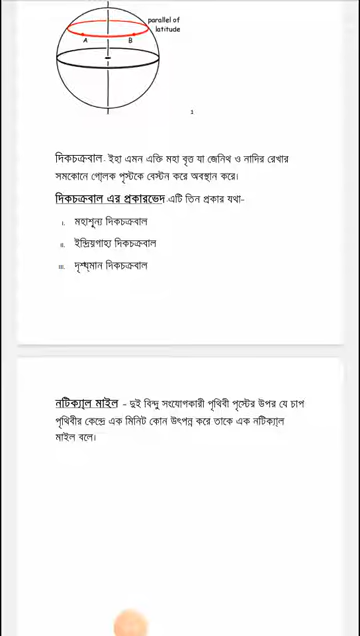 parallel of
latitude
A B
1
দিকচক্রবাল- ইহা এমন এক্তি মহা বৃত্ত যা জেনিথ ও নাদির রেখার
সমকোনে গোলক পৃস্টকে বেস্টন করে অবস্থান করে।
দিকচক্রবাল এর প্রকারভেদ-এটি তিন প্রকার যথা-
I. মহাশূন্য দিকচক্রবাল
II. ইন্দ্রিয়গাহ্য দিকচক্রবাল
III. দৃশ্যমান দিকচক্রবাল
নটিক্যাল মাইল - দুই বিন্দু সংযোগকারী পৃথিবী পৃস্টের উপর যে চাপ
পৃথিবীর কেন্দ্রে এক মিনিট কোন উৎপন্ন করে তাকে এক নটিক্যাল
মাইল বলে।